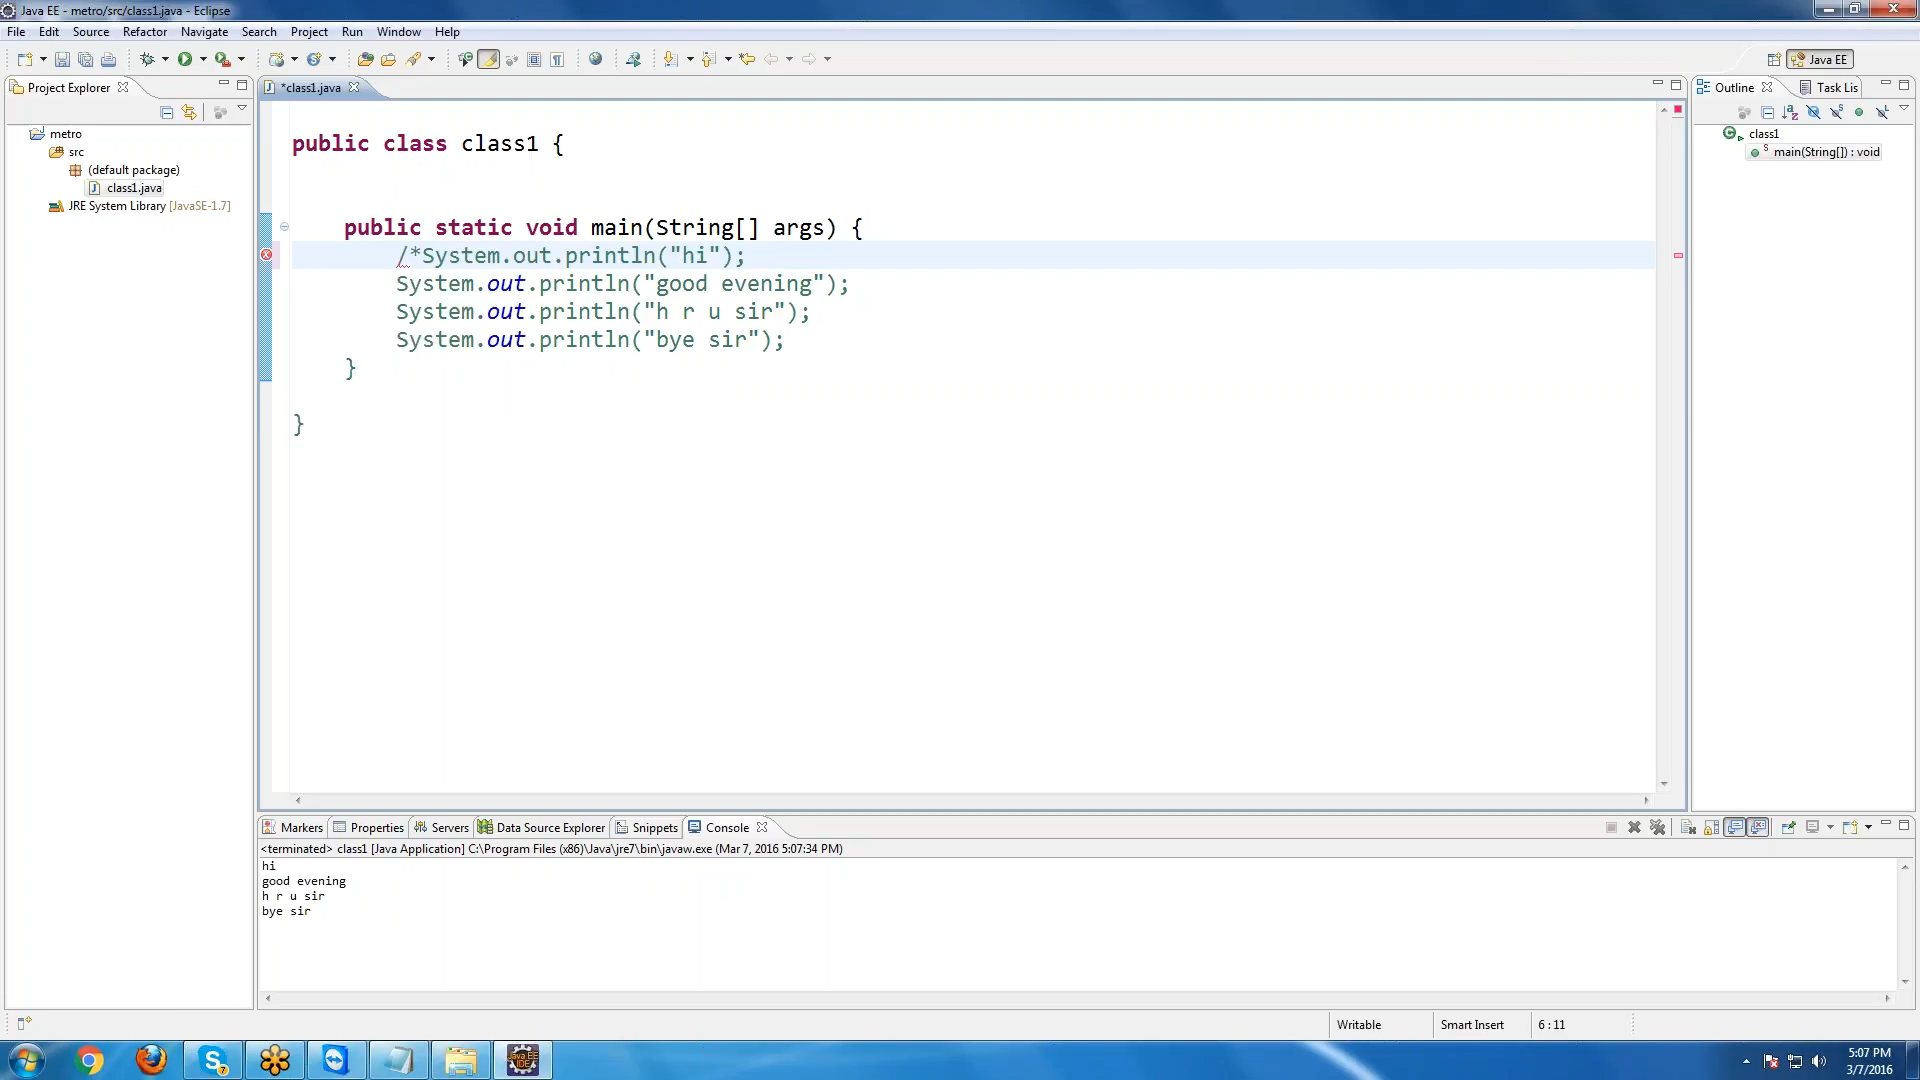 Java EE - metro/src/class1.java - Eclipse
File Edit Source Refactor Navigate Search Project Run Window Help
Java EE
Project Explorer
*class1.java
Outline
Task Lis
metro
src
(default package)
class1.java
JRE System Library [JavaSE-1.7]
public class class1 {
public static void main(String[] args) {
/*System.out.println("hi");
System.out.println("good evening");
System.out.println("h r u sir");
System.out.println("bye sir");
}
}
class1
main(String[]) : void
Markers Properties Servers Data Source Explorer Snippets Console
<terminated> class1 [Java Application] C:\Program Files (x86)\Java\jre7\bin\javaw.exe (Mar 7, 2016 5:07:34 PM)
hi
good evening
h r u sir
bye sir
Writable Smart Insert 6 : 11
Java EE
IDE
5:07 PM
3/7/2016